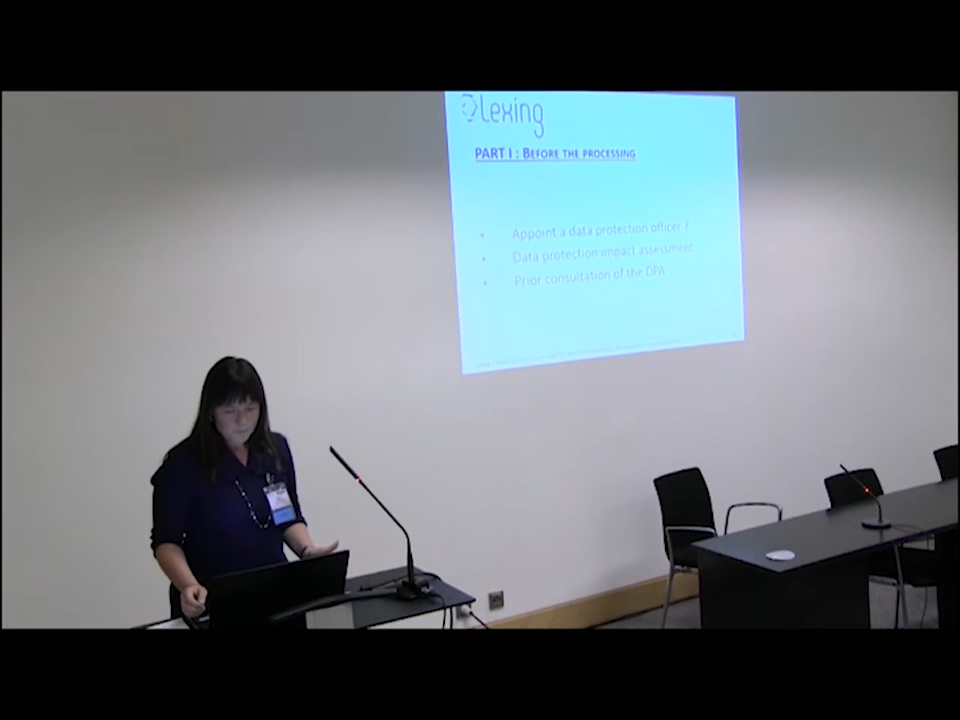 Lexing
PART I : BEFORE THE PROCESSING
• Appoint a data protection officer ?
• Data protection impact assessment
• Prior consultation of the DPA